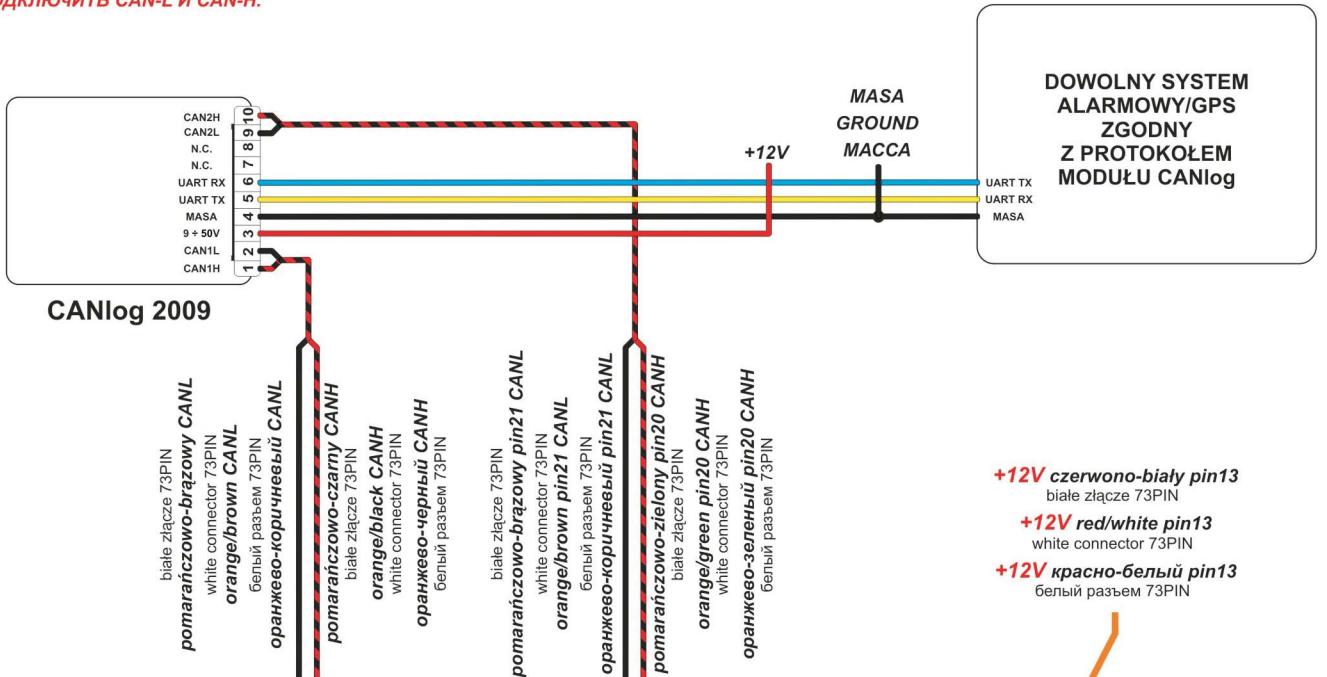 ПОДКЛЮЧИТЬ CAN-L И CAN-H.
DOWOLNY SYSTEM
ALARMOWY/GPS
ZGODNY
Z PROTOKOŁEM
MODUŁU CANlog
UART TX
UART RX
MASA
MASA
GROUND
МАССА
+12V
CAN2H 10
CAN2L 9
N.C. 8
N.C. 7
UART RX 6
UART TX 5
MASA 4
9 ÷ 50V 3
CAN1L 2
CAN1H 1
CANlog 2009
białe złącze 73PIN
pomarańczowo-brązowy CANL
white connector 73PIN
orange/brown CANL
белый разъем 73PIN
оранжево-коричневый CANL
pomarańczowo-czarny CANH
białe złącze 73PIN
orange/black CANH
white connector 73PIN
оранжево-черный CANH
белый разъем 73PIN
białe złącze 73PIN
pomarańczowo-brązowy pin21 CANL
white connector 73PIN
orange/brown pin21 CANL
белый разъем 73PIN
оранжево-коричневый pin21 CANL
pomarańczowo-zielony pin20 CANH
białe złącze 73PIN
orange/green pin20 CANH
white connector 73PIN
оранжево-зеленый pin20 CANH
белый разъем 73PIN
+12V czerwono-biały pin13
białe złącze 73PIN
+12V red/white pin13
white connector 73PIN
+12V красно-белый pin13
белый разъем 73PIN